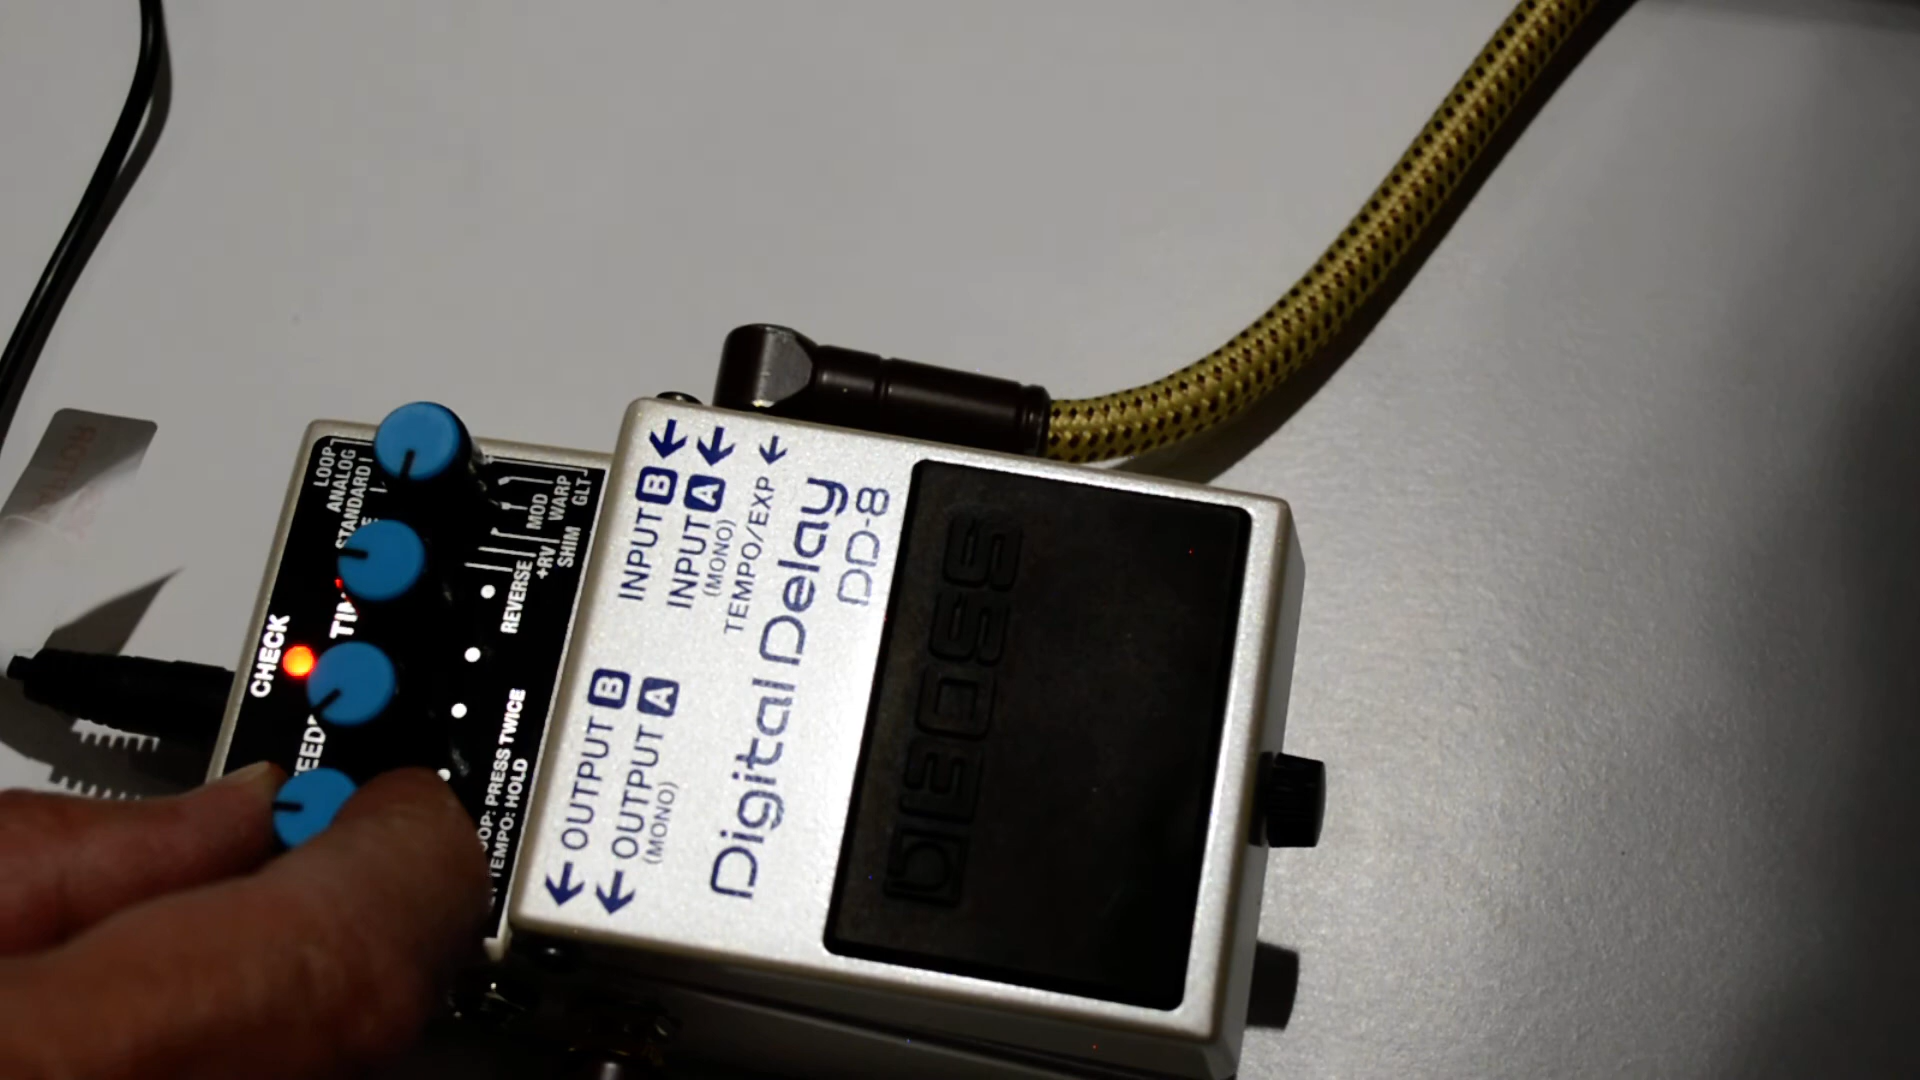 CHECK
LOOP
ANALOG
STANDARD
MOD
WARP
GLT
+RV
SHIM
REVERSE
PRESS TWICE
TEMPO: HOLD
INPUT B
INPUT A
(MONO)
TEMPO/EXP
OUTPUT B
OUTPUT A
(MONO)
Digital Delay
DD-8
BOSS